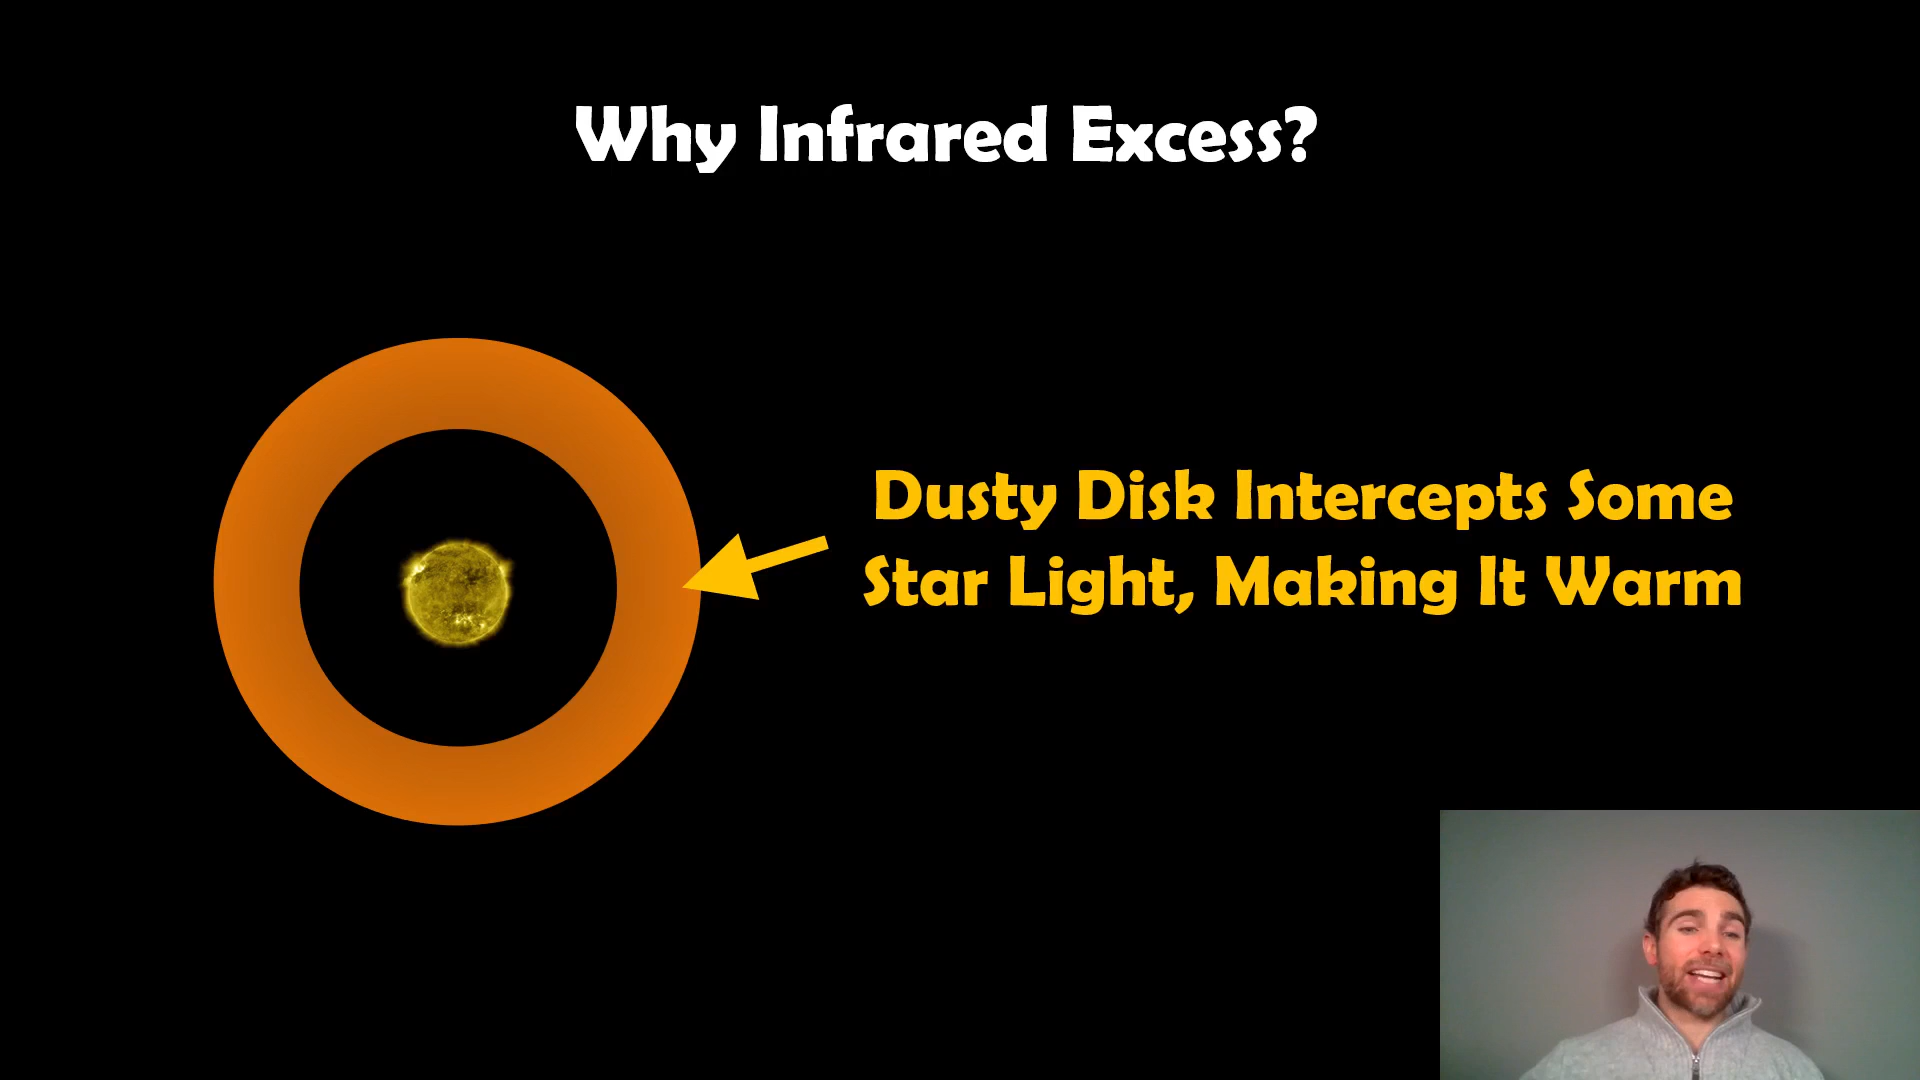 Why Infrared Excess?
Dusty Disk Intercepts Some
Star Light, Making It Warm